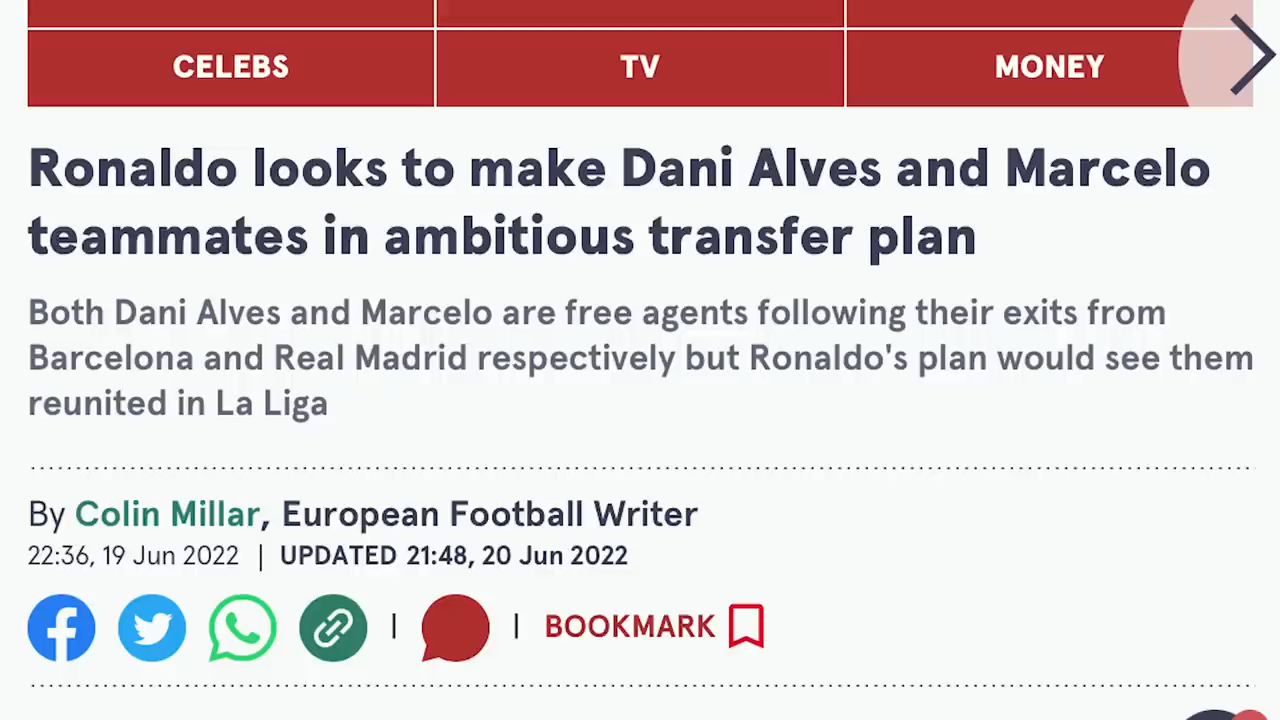 CELEBS
TV
MONEY
Ronaldo looks to make Dani Alves and Marcelo
teammates in ambitious transfer plan
Both Dani Alves and Marcelo are free agents following their exits from
Barcelona and Real Madrid respectively but Ronaldo's plan would see them
reunited in La Liga
By Colin Millar, European Football Writer
22:36, 19 Jun 2022 | UPDATED 21:48, 20 Jun 2022
BOOKMARK